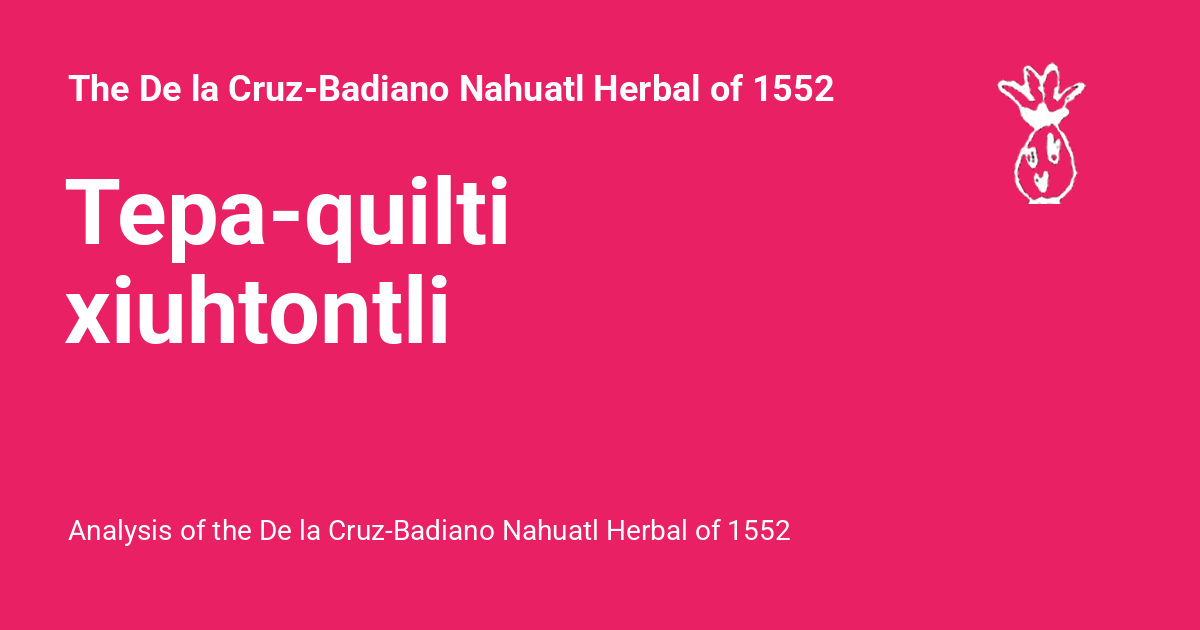 The De la Cruz-Badiano Nahuatl Herbal of 1552
Tepa-quilti
xiuhtontli
Analysis of the De la Cruz-Badiano Nahuatl Herbal of 1552